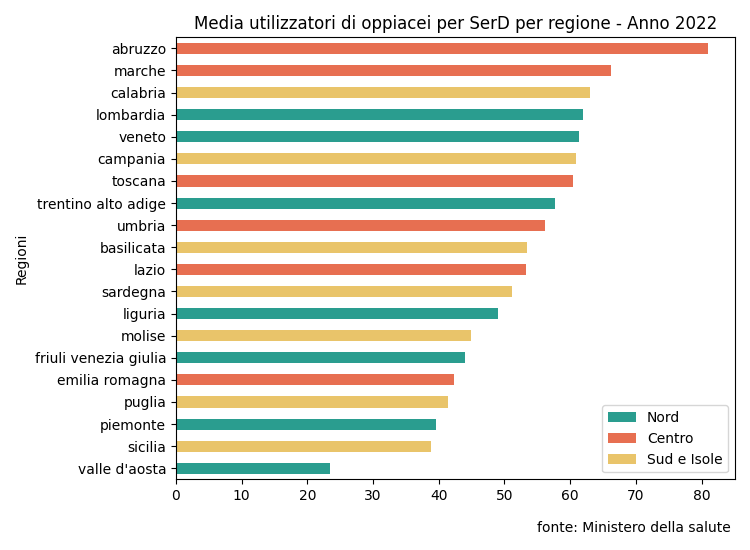 Media utilizzatori di oppiacei per SerD per regione - Anno 2022
Regioni
abruzzo
marche
calabria
lombardia
veneto
campania
toscana
trentino alto adige
umbria
basilicata
lazio
sardegna
liguria
molise
friuli venezia giulia
emilia romagna
puglia
piemonte
sicilia
valle d'aosta
Nord
Centro
Sud e Isole
0 10 20 30 40 50 60 70 80
fonte: Ministero della salute